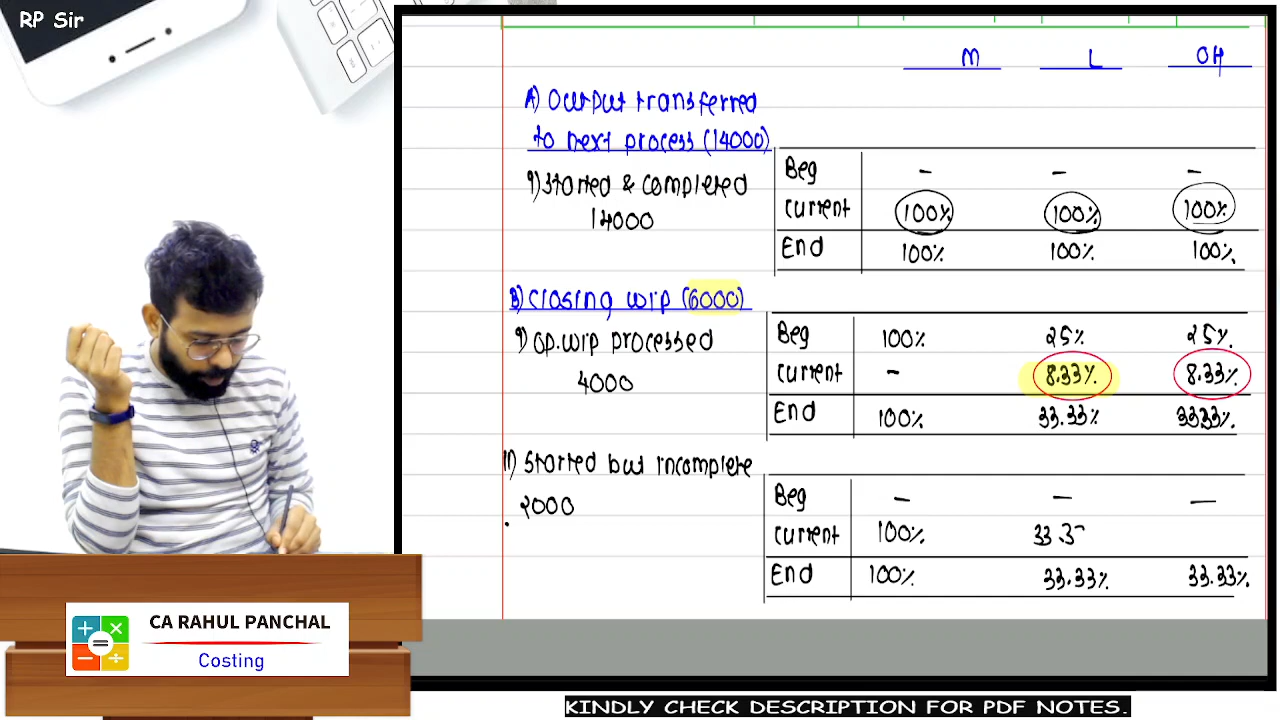 RP Sir
M L OH
A) Output transferred
to next process (14000)
i) Started & completed
14000
Beg - - -
Current 100% 100% 100%
End 100% 100% 100%
B) Closing wip (6000)
i) op.wip processed
4000
Beg 100% 25% 25%
Current - 8.33% 8.33%
End 100% 33.33% 33.33%
ii) Started but incomplete
2000
Beg - - -
Current 100% 33.3
End 100% 33.33% 33.33%
CA RAHUL PANCHAL
Costing
KINDLY CHECK DESCRIPTION FOR PDF NOTES.